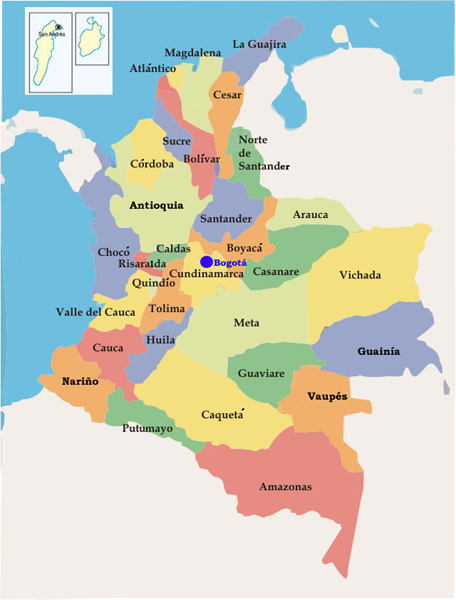 San Andrés
La Guajira
Magdalena
Atlántico
Cesar
Sucre
Norte
de
Santander
Bolívar
Córdoba
Antioquia
Santander
Arauca
Chocó
Caldas
Boyacá
Risaralda
Bogotá
Cundinamarca
Casanare
Vichada
Quindío
Valle del Cauca
Tolima
Meta
Cauca
Huila
Guainía
Nariño
Guaviare
Vaupés
Caquetá
Putumayo
Amazonas